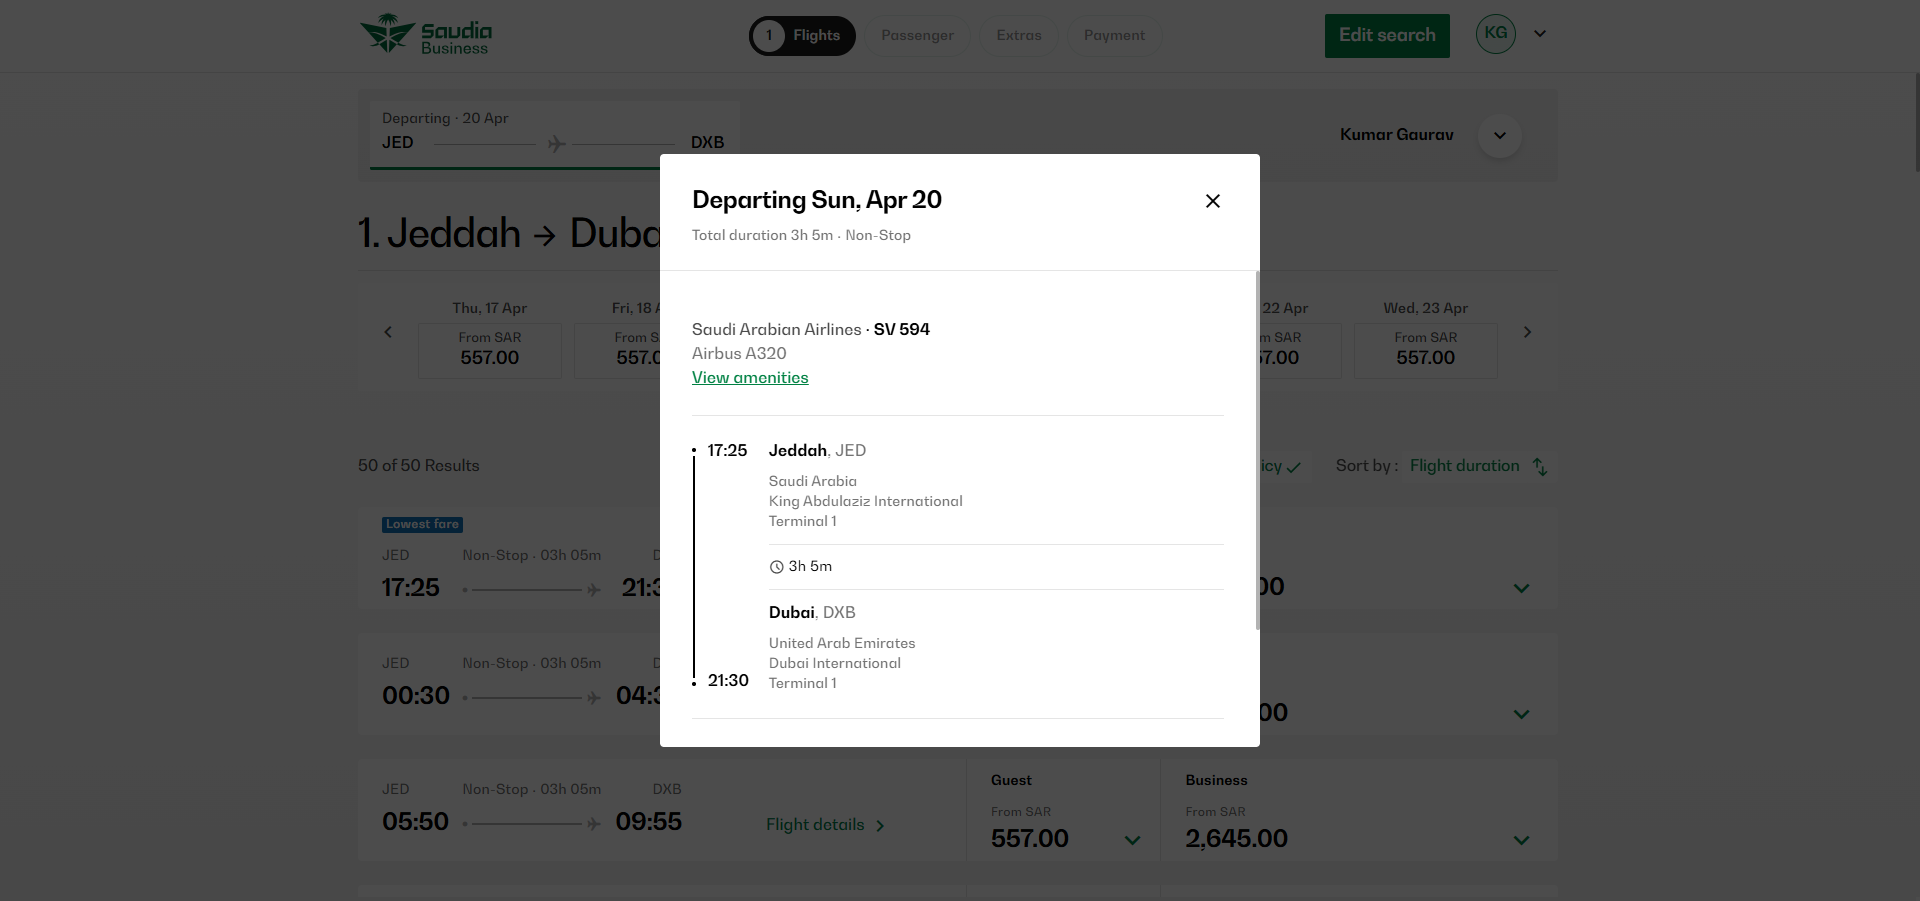 Saudia
Business
1 Flights
Passenger
Extras
Payment
Edit search
KG
Departing · 20 Apr
JED
DXB
Kumar Gaurav
Departing Sun, Apr 20
Total duration 3h 5m · Non-Stop
1. Jeddah → Duba
Thu, 17 Apr
From SAR
557.00
Fri, 18 A
From S
557.0
22 Apr
m SAR
57.00
Wed, 23 Apr
From SAR
557.00
Saudi Arabian Airlines · SV 594
Airbus A320
View amenities
17:25 Jeddah, JED
Saudi Arabia
King Abdulaziz International
Terminal 1
3h 5m
Dubai, DXB
United Arab Emirates
Dubai International
Terminal 1
21:30
50 of 50 Results
icy
Sort by : Flight duration
Lowest fare
JED Non-Stop · 03h 05m D
17:25 21:3
00
JED Non-Stop · 03h 05m D
00:30 04:3
00
JED Non-Stop · 03h 05m DXB
05:50 09:55
Flight details
Guest
From SAR
557.00
Business
From SAR
2,645.00